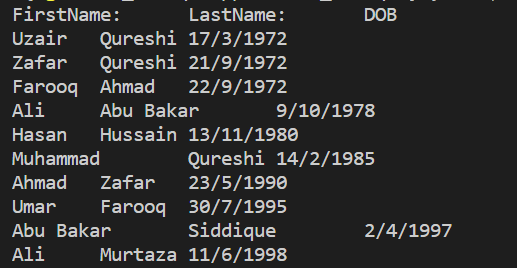 FirstName: LastName: DOB
Uzair Qureshi 17/3/1972
Zafar Qureshi 21/9/1972
Farooq Ahmad 22/9/1972
Ali Abu Bakar 9/10/1978
Hasan Hussain 13/11/1980
Muhammad Qureshi 14/2/1985
Ahmad Zafar 23/5/1990
Umar Farooq 30/7/1995
Abu Bakar Siddique 2/4/1997
Ali Murtaza 11/6/1998